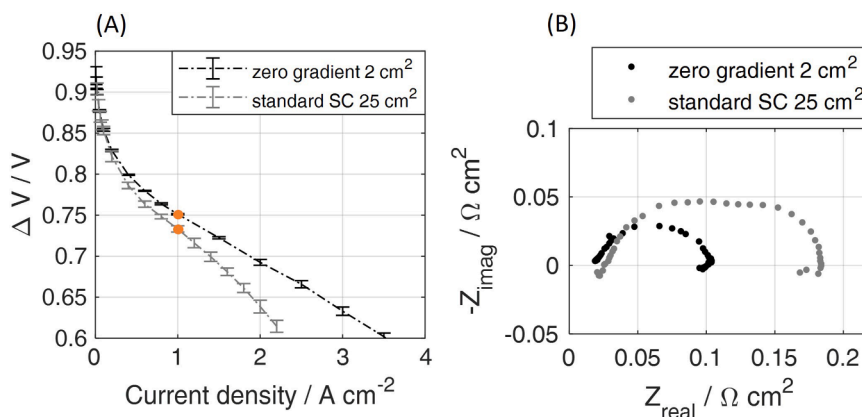 (A)
zero gradient 2 cm²
standard SC 25 cm²
0.95
0.9
0.85
0.8
0.75
0.7
0.65
0.6
0 1 2 3 4
Δ V / V
Current density / A cm⁻²
(B)
zero gradient 2 cm²
standard SC 25 cm²
0.1
0.05
0
-0.05
0 0.05 0.1 0.15 0.2
-Z_imag / Ω cm²
Z_real / Ω cm²